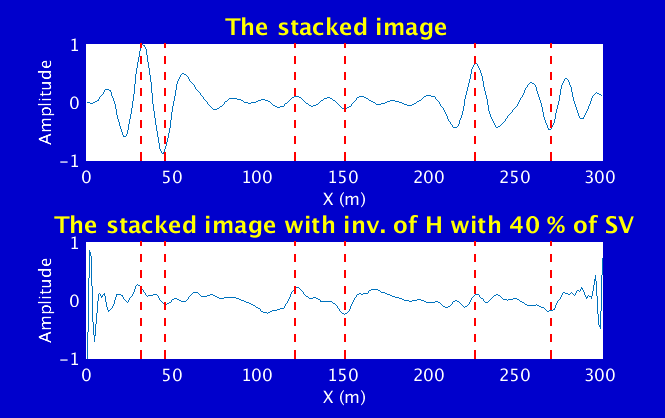 The stacked image
1
0
-1
Amplitude
0 50 100 150 200 250 300
X (m)
The stacked image with inv. of H with 40 % of SV
1
0
-1
Amplitude
0 50 100 150 200 250 300
X (m)